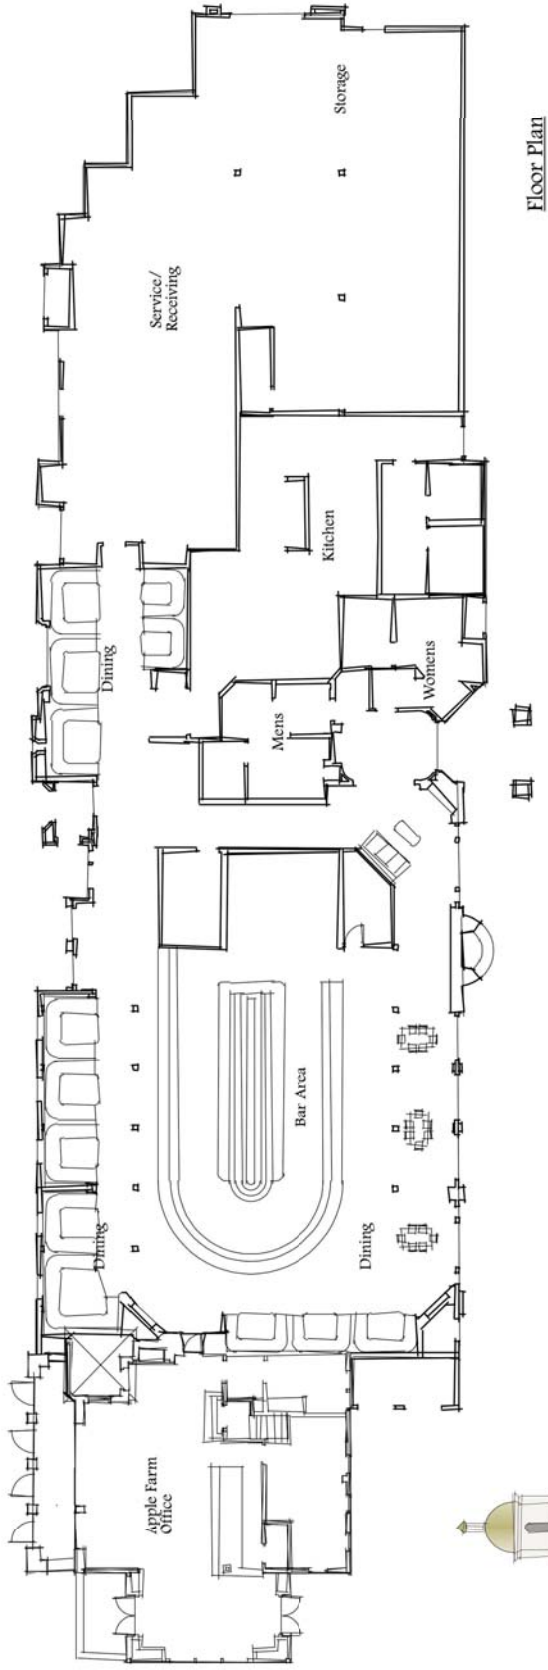 Floor Plan
Storage
Service/
Receiving
Kitchen
Dining
Womens
Mens
Bar Area
Dining
Dining
Apple Farm
Office